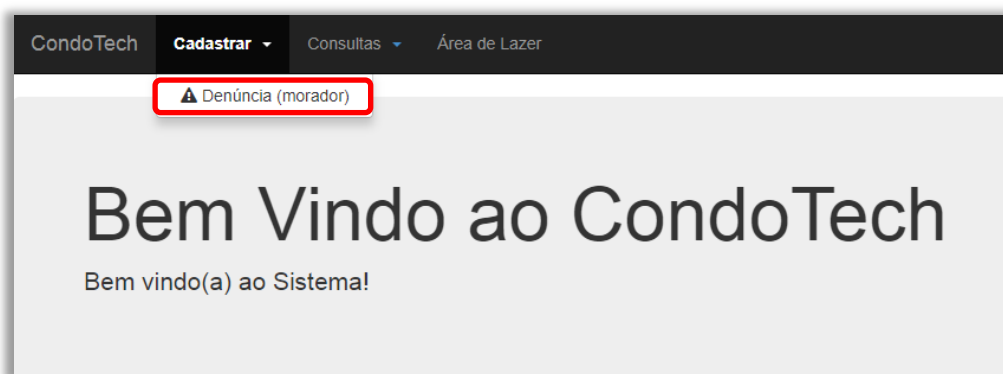 CondoTech Cadastrar Consultas Área de Lazer
Denúncia (morador)
Bem Vindo ao CondoTech
Bem vindo(a) ao Sistema!